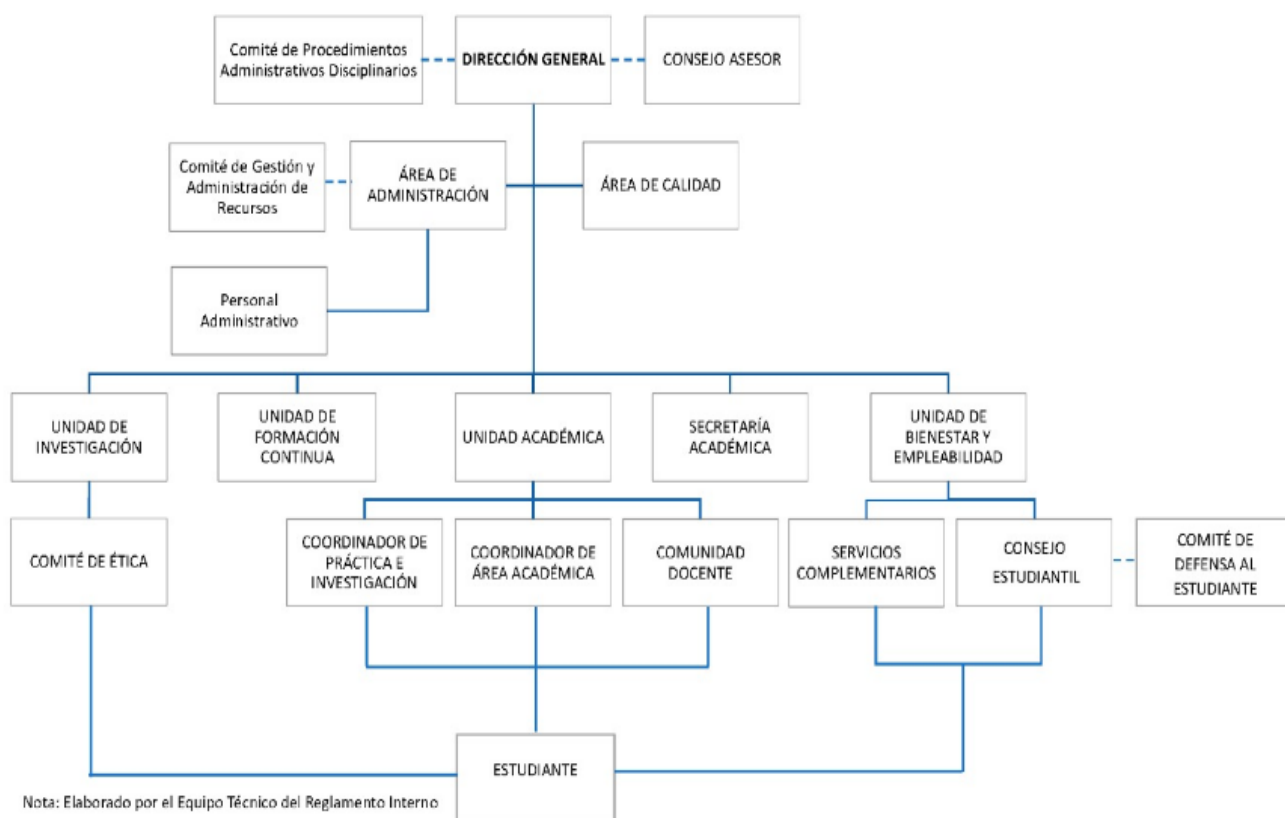 Comité de Procedimientos
Administrativos Disciplinarios
DIRECCIÓN GENERAL
CONSEJO ASESOR
Comité de Gestión y
Administración de
Recursos
ÁREA DE
ADMINISTRACIÓN
ÁREA DE CALIDAD
Personal
Administrativo
UNIDAD DE
INVESTIGACIÓN
UNIDAD DE
FORMACIÓN
CONTINUA
UNIDAD ACADÉMICA
SECRETARÍA
ACADÉMICA
UNIDAD DE
BIENESTAR Y
EMPLEABILIDAD
COMITÉ DE ÉTICA
COORDINADOR DE
PRÁCTICA E
INVESTIGACIÓN
COORDINADOR DE
ÁREA ACADÉMICA
COMUNIDAD
DOCENTE
SERVICIOS
COMPLEMENTARIOS
CONSEJO
ESTUDIANTIL
COMITÉ DE
DEFENSA AL
ESTUDIANTE
ESTUDIANTE
Nota: Elaborado por el Equipo Técnico del Reglamento Interno